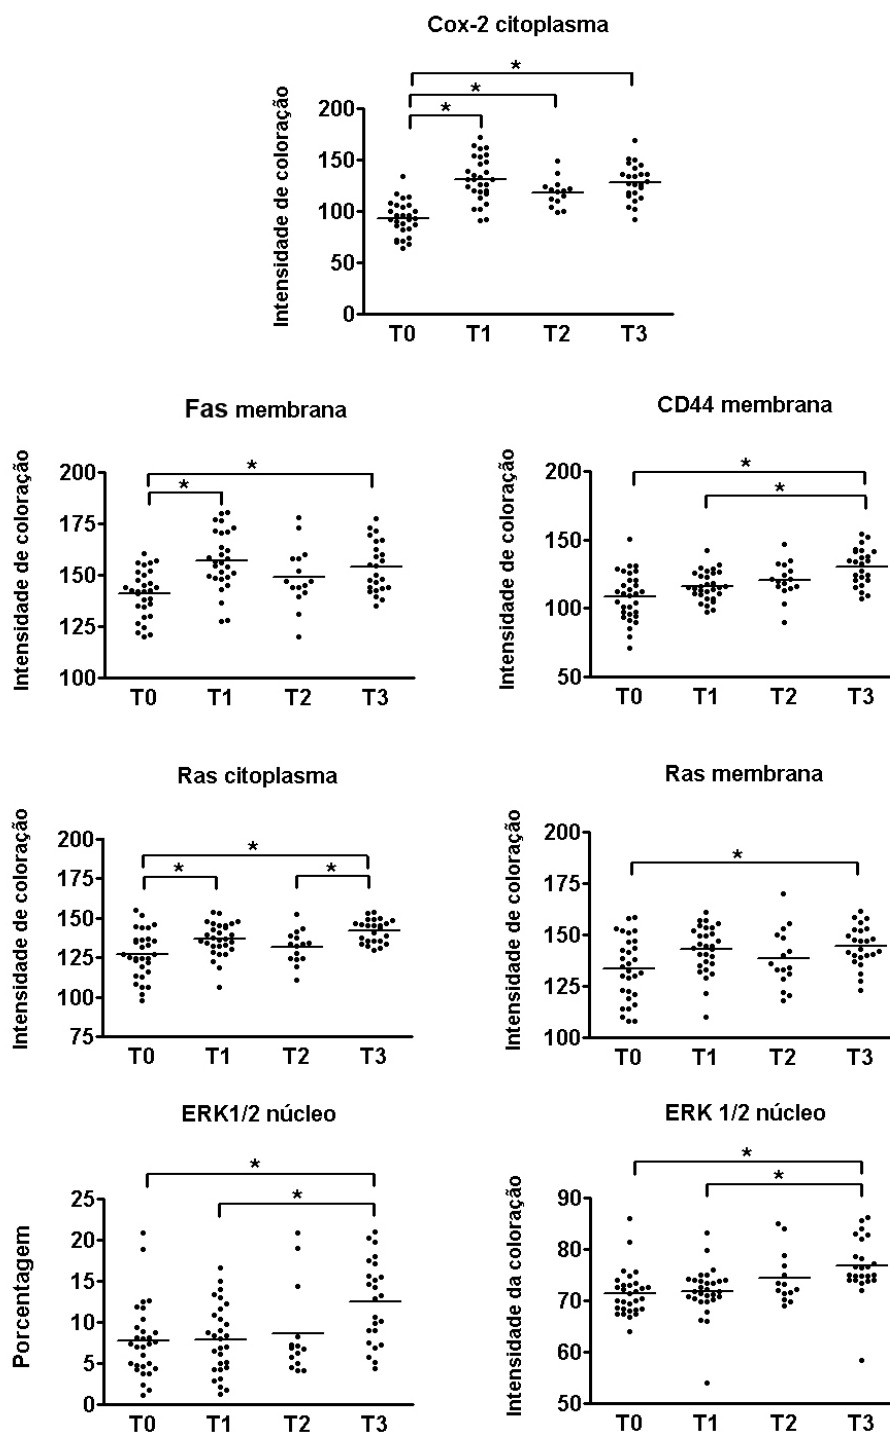 Cox-2 citoplasma
*
*
*
Intensidade de coloração
200
150
100
50
0
T0 T1 T2 T3
Fas membrana
*
*
Intensidade de coloração
200
175
150
125
100
T0 T1 T2 T3
CD44 membrana
*
*
Intensidade de coloração
200
150
100
50
T0 T1 T2 T3
Ras citoplasma
*
* *
Intensidade de coloração
200
175
150
125
100
75
T0 T1 T2 T3
Ras membrana
*
Intensidade de coloração
200
175
150
125
100
T0 T1 T2 T3
ERK1/2 núcleo
*
*
Porcentagem
25
20
15
10
5
0
T0 T1 T2 T3
ERK 1/2 núcleo
*
*
Intensidade da coloração
90
80
70
60
50
T0 T1 T2 T3